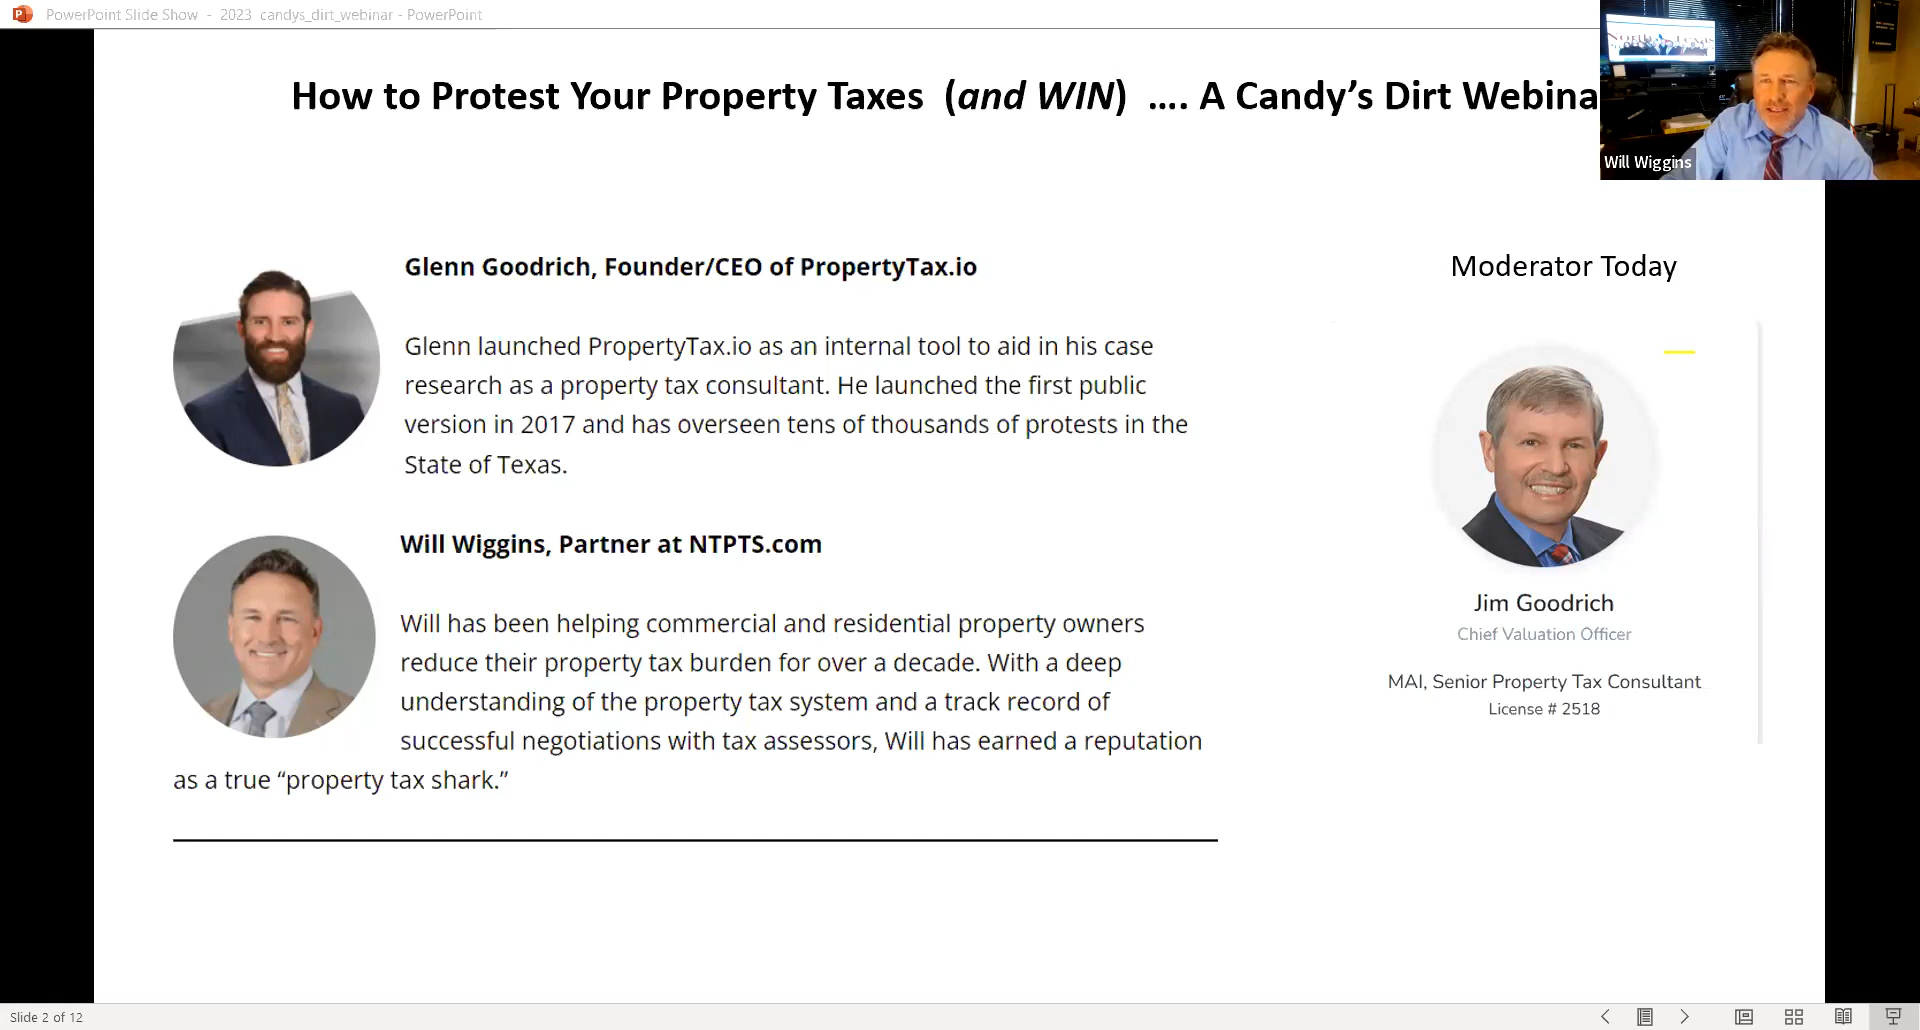 PowerPoint Slide Show - 2023 candys_dirt_webinar - PowerPoint
How to Protest Your Property Taxes (and WIN) …. A Candy’s Dirt Webina
Will Wiggins
Glenn Goodrich, Founder/CEO of PropertyTax.io
Glenn launched PropertyTax.io as an internal tool to aid in his case
research as a property tax consultant. He launched the first public
version in 2017 and has overseen tens of thousands of protests in the
State of Texas.
Will Wiggins, Partner at NTPTS.com
Will has been helping commercial and residential property owners
reduce their property tax burden for over a decade. With a deep
understanding of the property tax system and a track record of
successful negotiations with tax assessors, Will has earned a reputation
as a true “property tax shark.”
Moderator Today
Jim Goodrich
Chief Valuation Officer
MAI, Senior Property Tax Consultant
License # 2518
Slide 2 of 12